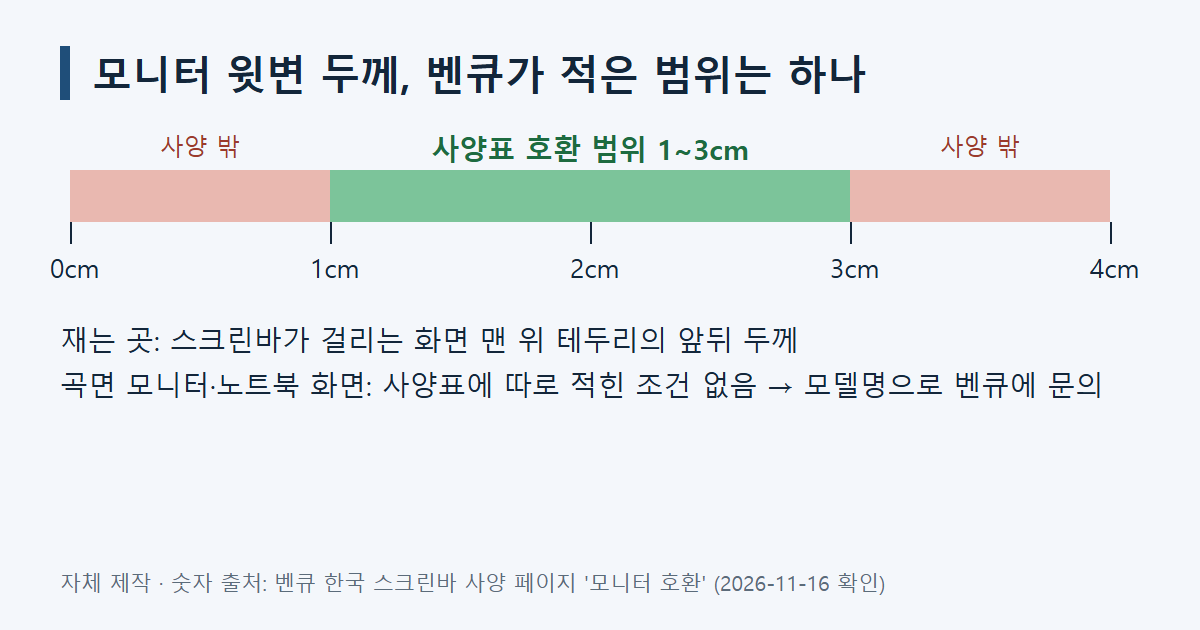 모니터 윗변 두께, 벤큐가 적은 범위는 하나
사양 밖 사양표 호환 범위 1~3cm 사양 밖
0cm 1cm 2cm 3cm 4cm
재는 곳: 스크린바가 걸리는 화면 맨 위 테두리의 앞뒤 두께
곡면 모니터·노트북 화면: 사양표에 따로 적힌 조건 없음 → 모델명으로 벤큐에 문의
자체 제작 · 숫자 출처: 벤큐 한국 스크린바 사양 페이지 '모니터 호환' (2026-11-16 확인)